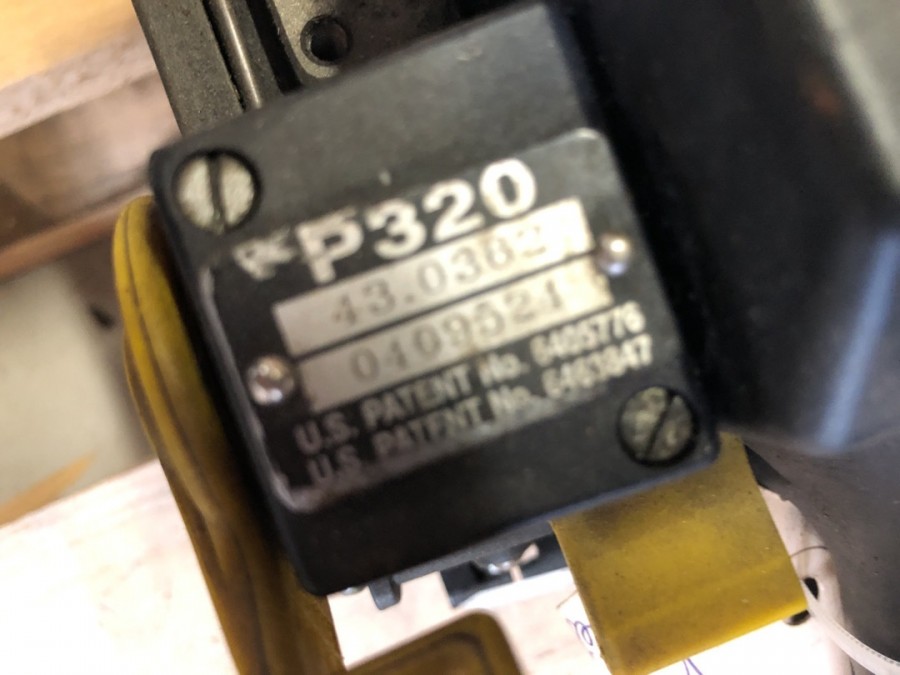 P320
43.0382
0409521
U.S. PATENT No. 6405776
U.S. PATENT No. 6463847